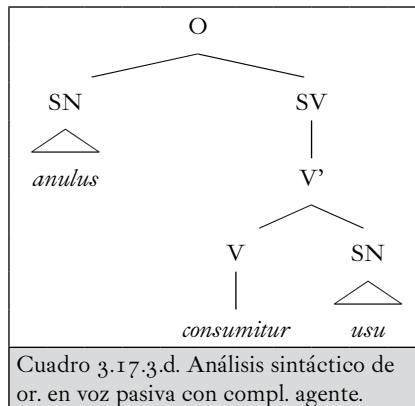 O
SN SV
anulus
V'
V SN
consumitur usu
Cuadro 3.17.3.d. Análisis sintáctico de
or. en voz pasiva con compl. agente.